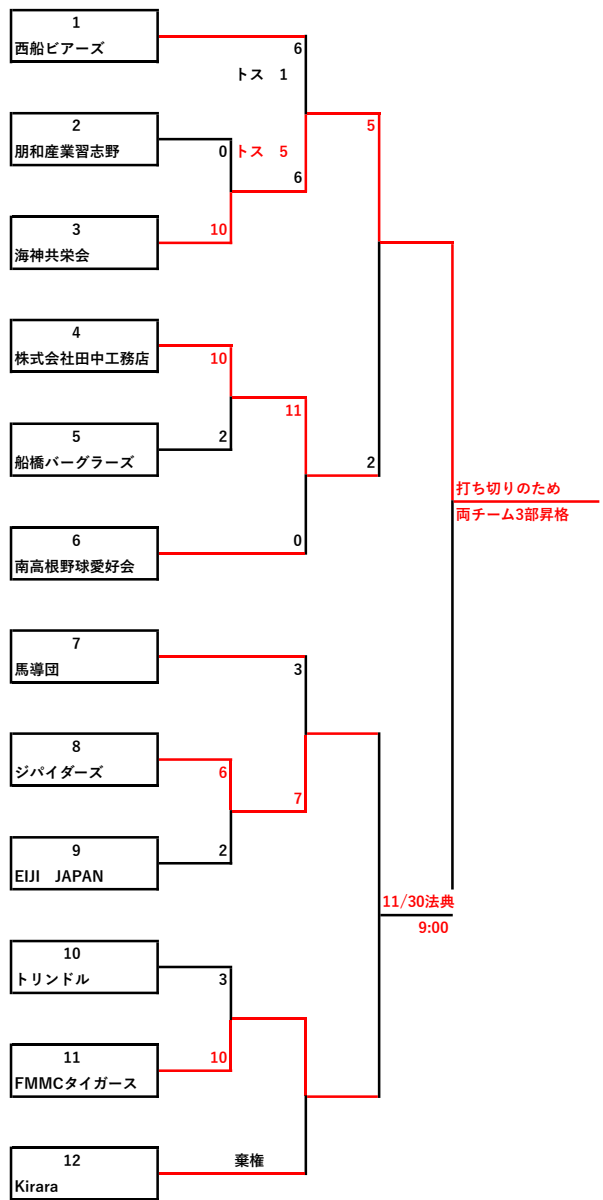 1
西船ビアーズ
6
トス　1
2
朋和産業習志野
5
0
トス　5
6
3
海神共栄会
10
4
株式会社田中工務店
10
11
5
船橋バーグラーズ
2
2
打ち切りのため
両チーム3部昇格
6
南高根野球愛好会
0
7
馬導団
3
8
ジパイダーズ
6
7
9
EIJI　JAPAN
2
11/30法典
9:00
10
トリンドル
3
11
FMMCタイガース
10
12
Kirara
棄権